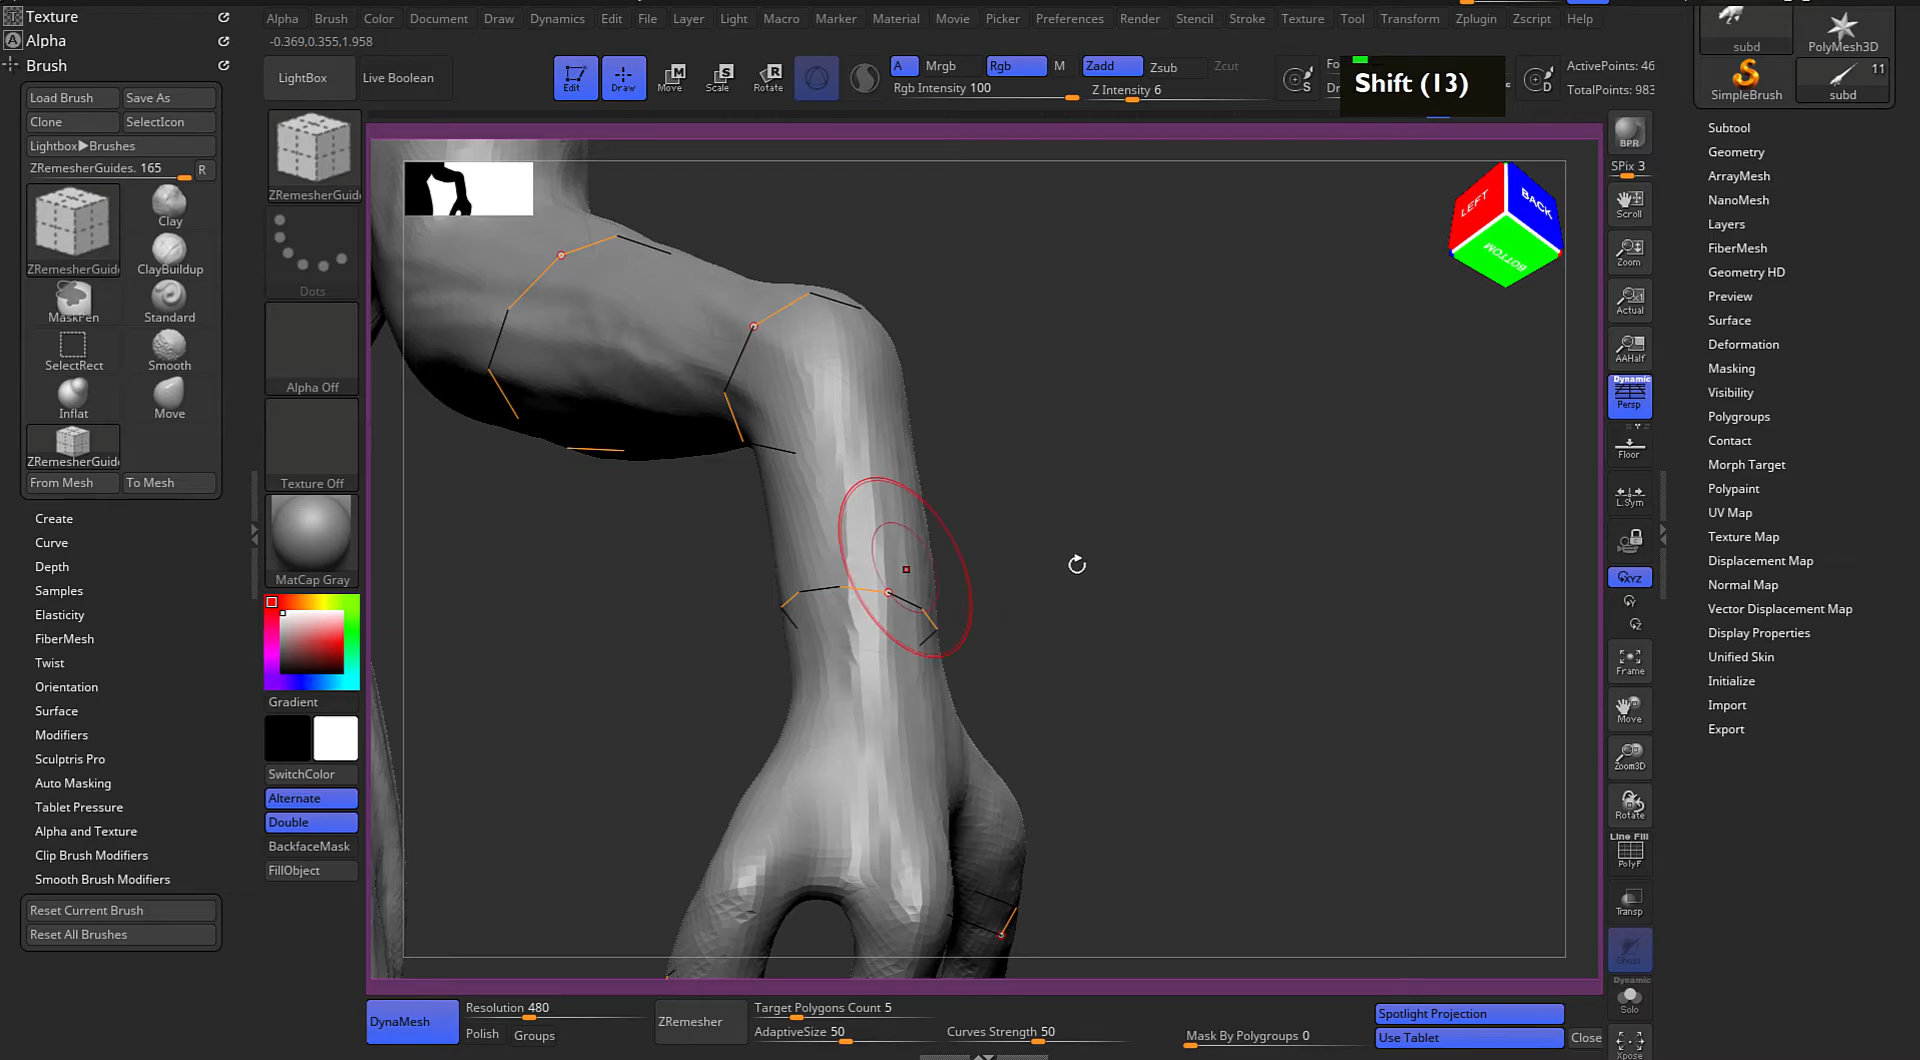 Texture
Alpha
Brush
Load Brush Save As
Clone SelectIcon
Lightbox▶Brushes
ZRemesherGuides. 165 R
ZRemesherGuide
Clay
ClayBuildup
MaskPen Standard
SelectRect Smooth
Inflat Move
ZRemesherGuide
From Mesh To Mesh
Create
Curve
Depth
Samples
Elasticity
FiberMesh
Twist
Orientation
Surface
Modifiers
Sculptris Pro
Auto Masking
Tablet Pressure
Alpha and Texture
Clip Brush Modifiers
Smooth Brush Modifiers
Reset Current Brush
Reset All Brushes
Alpha Brush Color Document Draw Dynamics Edit File Layer Light Macro Marker Material Movie Picker Preferences Render Stencil Stroke Texture Tool Transform Zplugin Zscript Help
-0.369,0.355,1.958
LightBox Live Boolean
Edit Draw Move Scale Rotate
A Mrgb Rgb M Zadd Zsub Zcut
Rgb Intensity 100 Z Intensity 6
Shift (13)
ActivePoints: 46
TotalPoints: 983
ZRemesherGuide
Dots
Alpha Off
Texture Off
MatCap Gray
Gradient
SwitchColor
Alternate
Double
BackfaceMask
FillObject
LEFT BACK
BOTTOM
BPR
SPix 3
Scroll
Zoom
Actual
AAHalf
Dynamic
Persp
Floor
L.Sym
XYZ
Frame
Move
Zoom3D
Rotate
Line Fill
PolyF
Transp
Ghost
Dynamic
Solo
Xpose
subd PolyMesh3D
SimpleBrush
11
subd
Subtool
Geometry
ArrayMesh
NanoMesh
Layers
FiberMesh
Geometry HD
Preview
Surface
Deformation
Masking
Visibility
Polygroups
Contact
Morph Target
Polypaint
UV Map
Texture Map
Displacement Map
Normal Map
Vector Displacement Map
Display Properties
Unified Skin
Initialize
Import
Export
DynaMesh
Resolution 480
Polish Groups
ZRemesher
Target Polygons Count 5
AdaptiveSize 50 Curves Strength 50
Mask By Polygroups 0
Spotlight Projection
Use Tablet Close